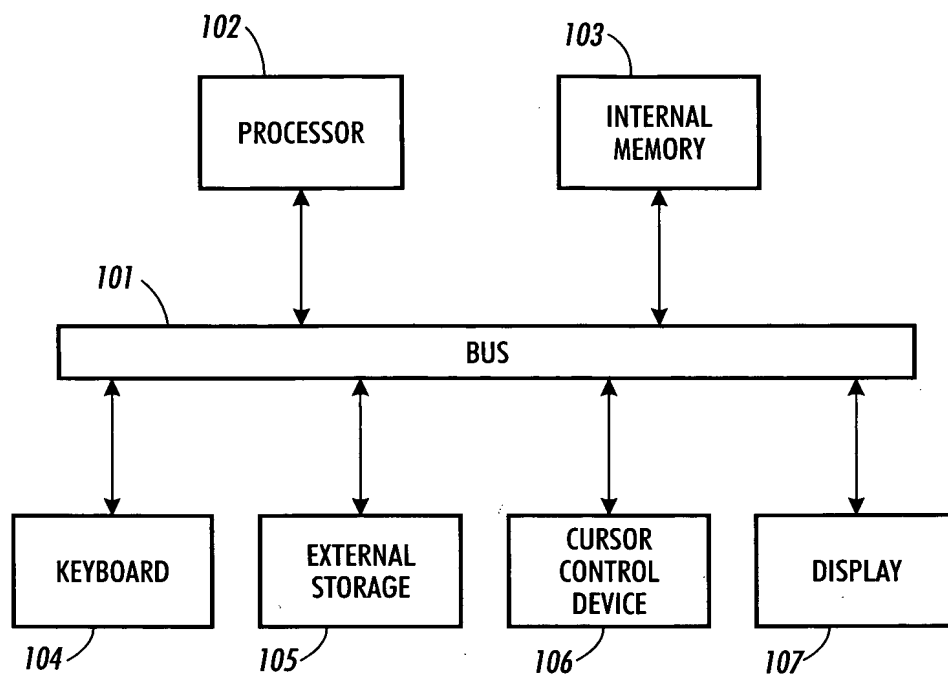 102
103
PROCESSOR
INTERNAL
MEMORY
101
BUS
KEYBOARD
EXTERNAL
STORAGE
CURSOR
CONTROL
DEVICE
DISPLAY
104
105
106
107